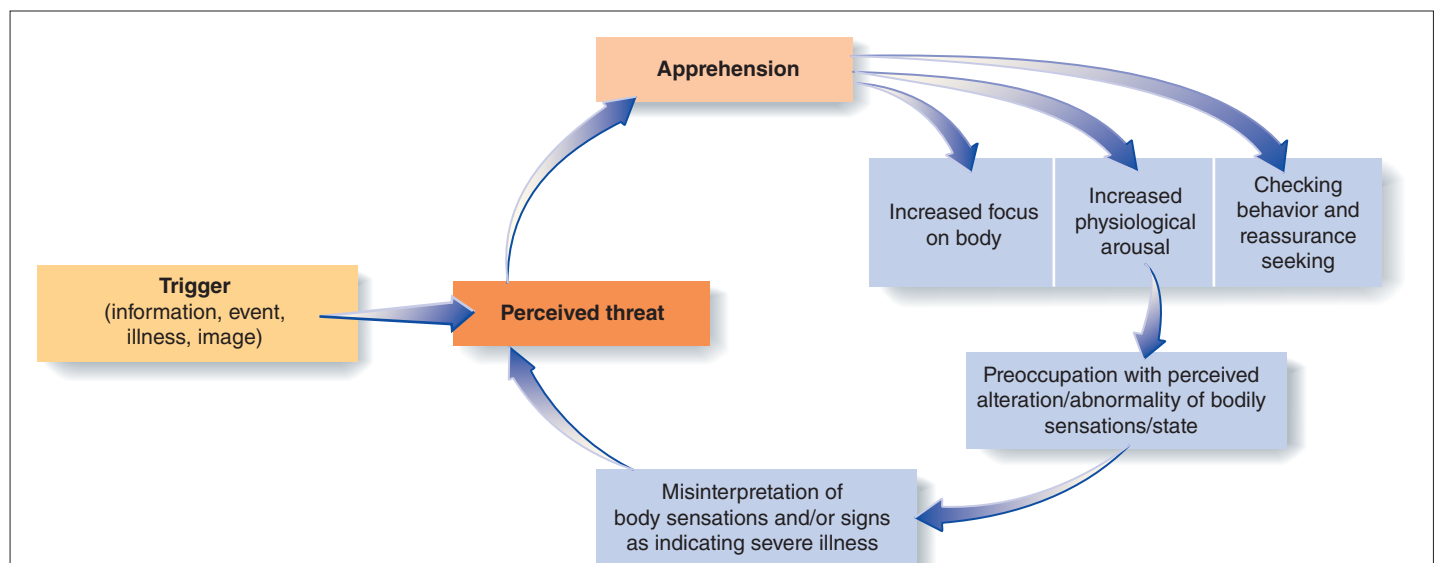 Apprehension
Increased focus
on body
Increased
physiological
arousal
Checking
behavior and
reassurance
seeking
Trigger
(information, event,
illness, image)
Perceived threat
Preoccupation with perceived
alteration/abnormality of bodily
sensations/state
Misinterpretation of
body sensations and/or signs
as indicating severe illness